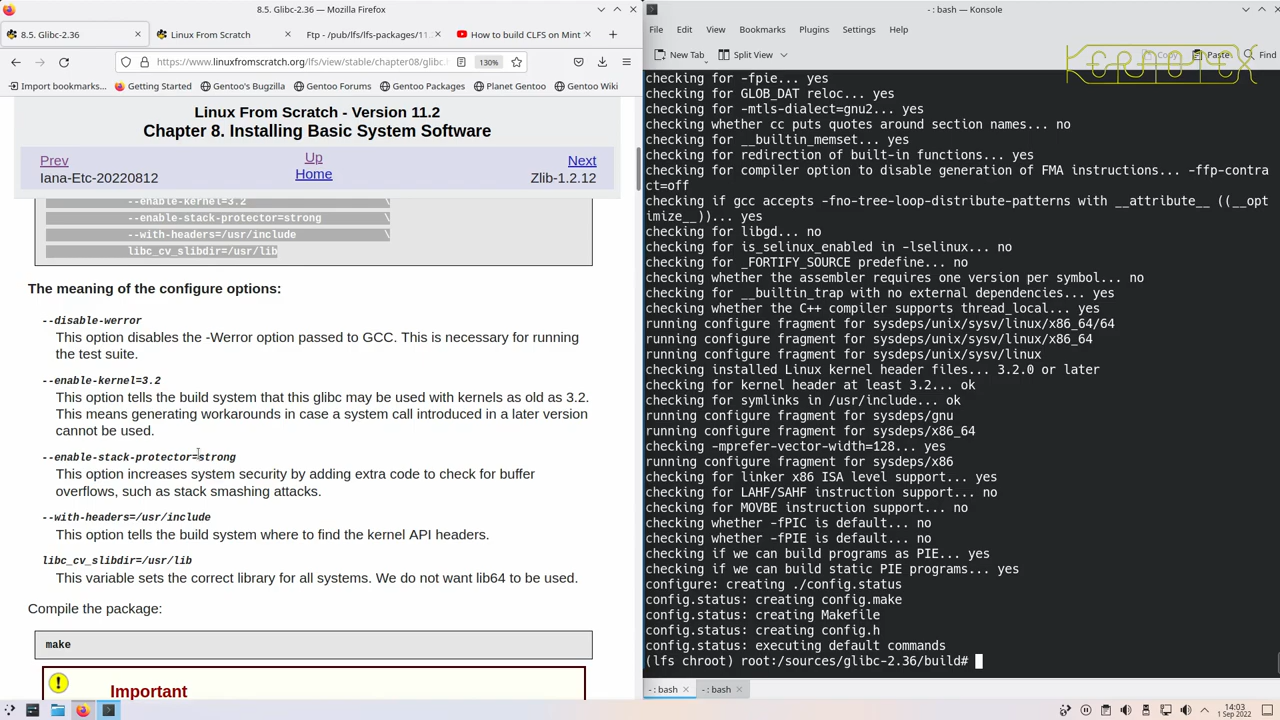 8.5. Glibc-2.36 — Mozilla Firefox
8.5. Glibc-2.36
Linux From Scratch
Ftp - /pub/lfs/lfs-packages/11.
How to build CLFS on Mint
https://www.linuxfromscratch.org/lfs/view/stable/chapter08/glibc.
130%
Import bookmarks...
Getting Started
Gentoo's Bugzilla
Gentoo Forums
Gentoo Packages
Planet Gentoo
Gentoo Wiki
Linux From Scratch - Version 11.2
Chapter 8. Installing Basic System Software
Prev
Up
Next
Iana-Etc-20220812
Home
Zlib-1.2.12
--enable-kernel=3.2 \
--enable-stack-protector=strong \
--with-headers=/usr/include \
libc_cv_slibdir=/usr/lib
The meaning of the configure options:
--disable-werror
This option disables the -Werror option passed to GCC. This is necessary for running
the test suite.
--enable-kernel=3.2
This option tells the build system that this glibc may be used with kernels as old as 3.2.
This means generating workarounds in case a system call introduced in a later version
cannot be used.
--enable-stack-protector=strong
This option increases system security by adding extra code to check for buffer
overflows, such as stack smashing attacks.
--with-headers=/usr/include
This option tells the build system where to find the kernel API headers.
libc_cv_slibdir=/usr/lib
This variable sets the correct library for all systems. We do not want lib64 to be used.
Compile the package:
make
Important
- : bash — Konsole
File Edit View Bookmarks Plugins Settings Help
New Tab
Split View
Copy
Paste
Find
KERATOPLEX
checking for -fpie... yes
checking for GLOB_DAT reloc... yes
checking for -mtls-dialect=gnu2... yes
checking whether cc puts quotes around section names... no
checking for __builtin_memset... yes
checking for redirection of built-in functions... yes
checking for compiler option to disable generation of FMA instructions... -ffp-contra
ct=off
checking if gcc accepts -fno-tree-loop-distribute-patterns with __attribute__ ((__opt
imize__))... yes
checking for libgd... no
checking for is_selinux_enabled in -lselinux... no
checking for _FORTIFY_SOURCE predefine... no
checking whether the assembler requires one version per symbol... no
checking for __builtin_trap with no external dependencies... yes
checking whether the C++ compiler supports thread_local... yes
running configure fragment for sysdeps/unix/sysv/linux/x86_64/64
running configure fragment for sysdeps/unix/sysv/linux/x86_64
running configure fragment for sysdeps/unix/sysv/linux
checking installed Linux kernel header files... 3.2.0 or later
checking for kernel header at least 3.2... ok
checking for symlinks in /usr/include... ok
running configure fragment for sysdeps/gnu
running configure fragment for sysdeps/x86_64
checking -mprefer-vector-width=128... yes
running configure fragment for sysdeps/x86
checking for linker x86 ISA level support... yes
checking for LAHF/SAHF instruction support... no
checking for MOVBE instruction support... no
checking whether -fPIC is default... no
checking whether -fPIE is default... no
checking if we can build programs as PIE... yes
checking if we can build static PIE programs... yes
configure: creating ./config.status
config.status: creating config.make
config.status: creating Makefile
config.status: creating config.h
config.status: executing default commands
(lfs chroot) root:/sources/glibc-2.36/build#
- : bash
- : bash
14:03
1 Sep 2022